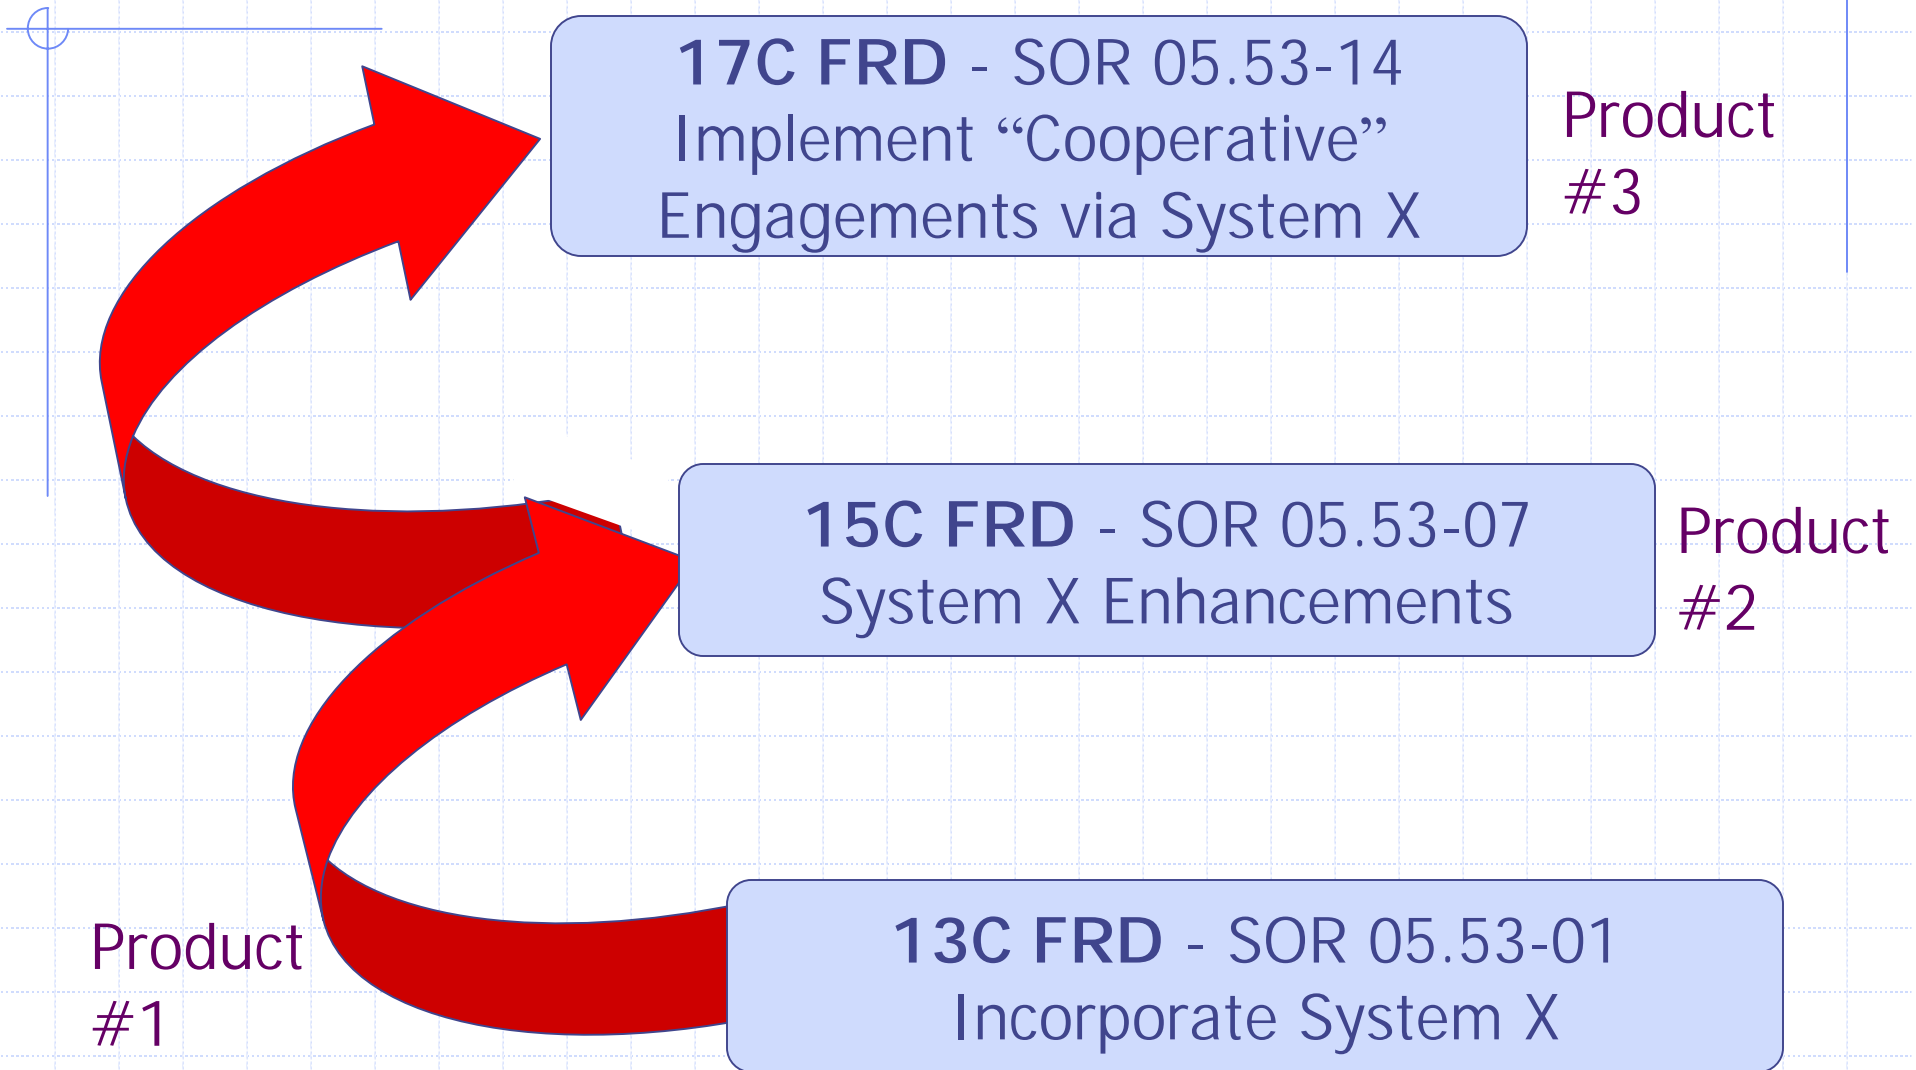 17C FRD - SOR 05.53-14
Implement “Cooperative”
Engagements via System X
Product
#3
15C FRD - SOR 05.53-07
System X Enhancements
Product
#2
Product
#1
13C FRD - SOR 05.53-01
Incorporate System X